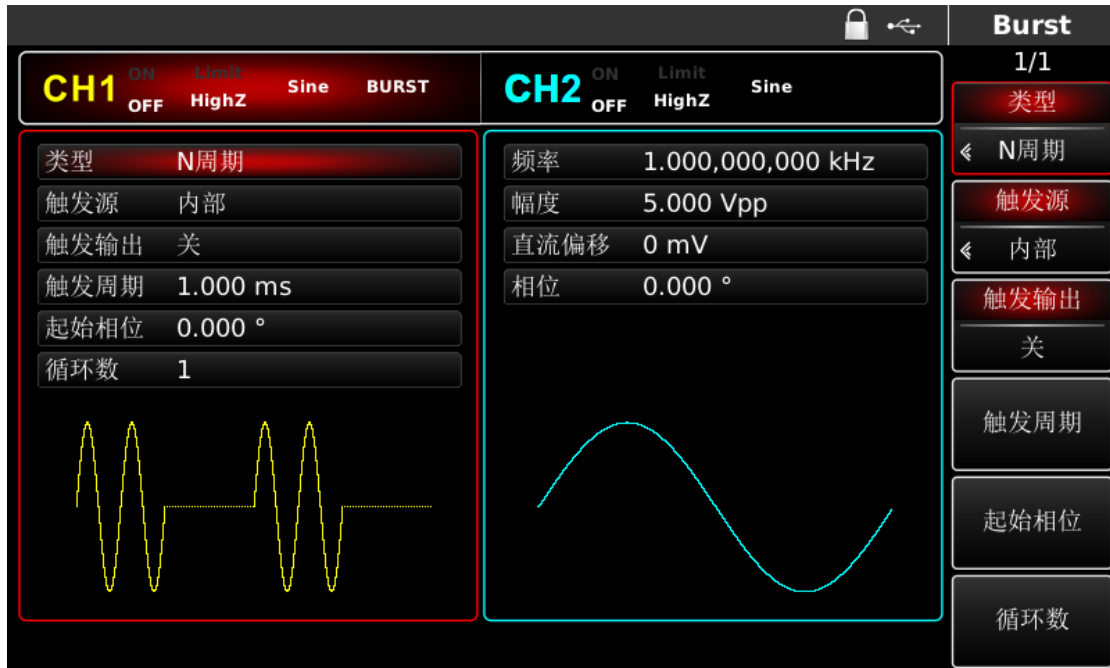 Burst
1/1
CH1 ON OFF Limit HighZ Sine BURST
CH2 ON OFF Limit HighZ Sine
类型 N周期
触发源 内部
触发输出 关
触发周期 1.000 ms
起始相位 0.000 °
循环数 1
频率 1.000,000,000 kHz
幅度 5.000 Vpp
直流偏移 0 mV
相位 0.000 °
类型
N周期
触发源
内部
触发输出
关
触发周期
起始相位
循环数